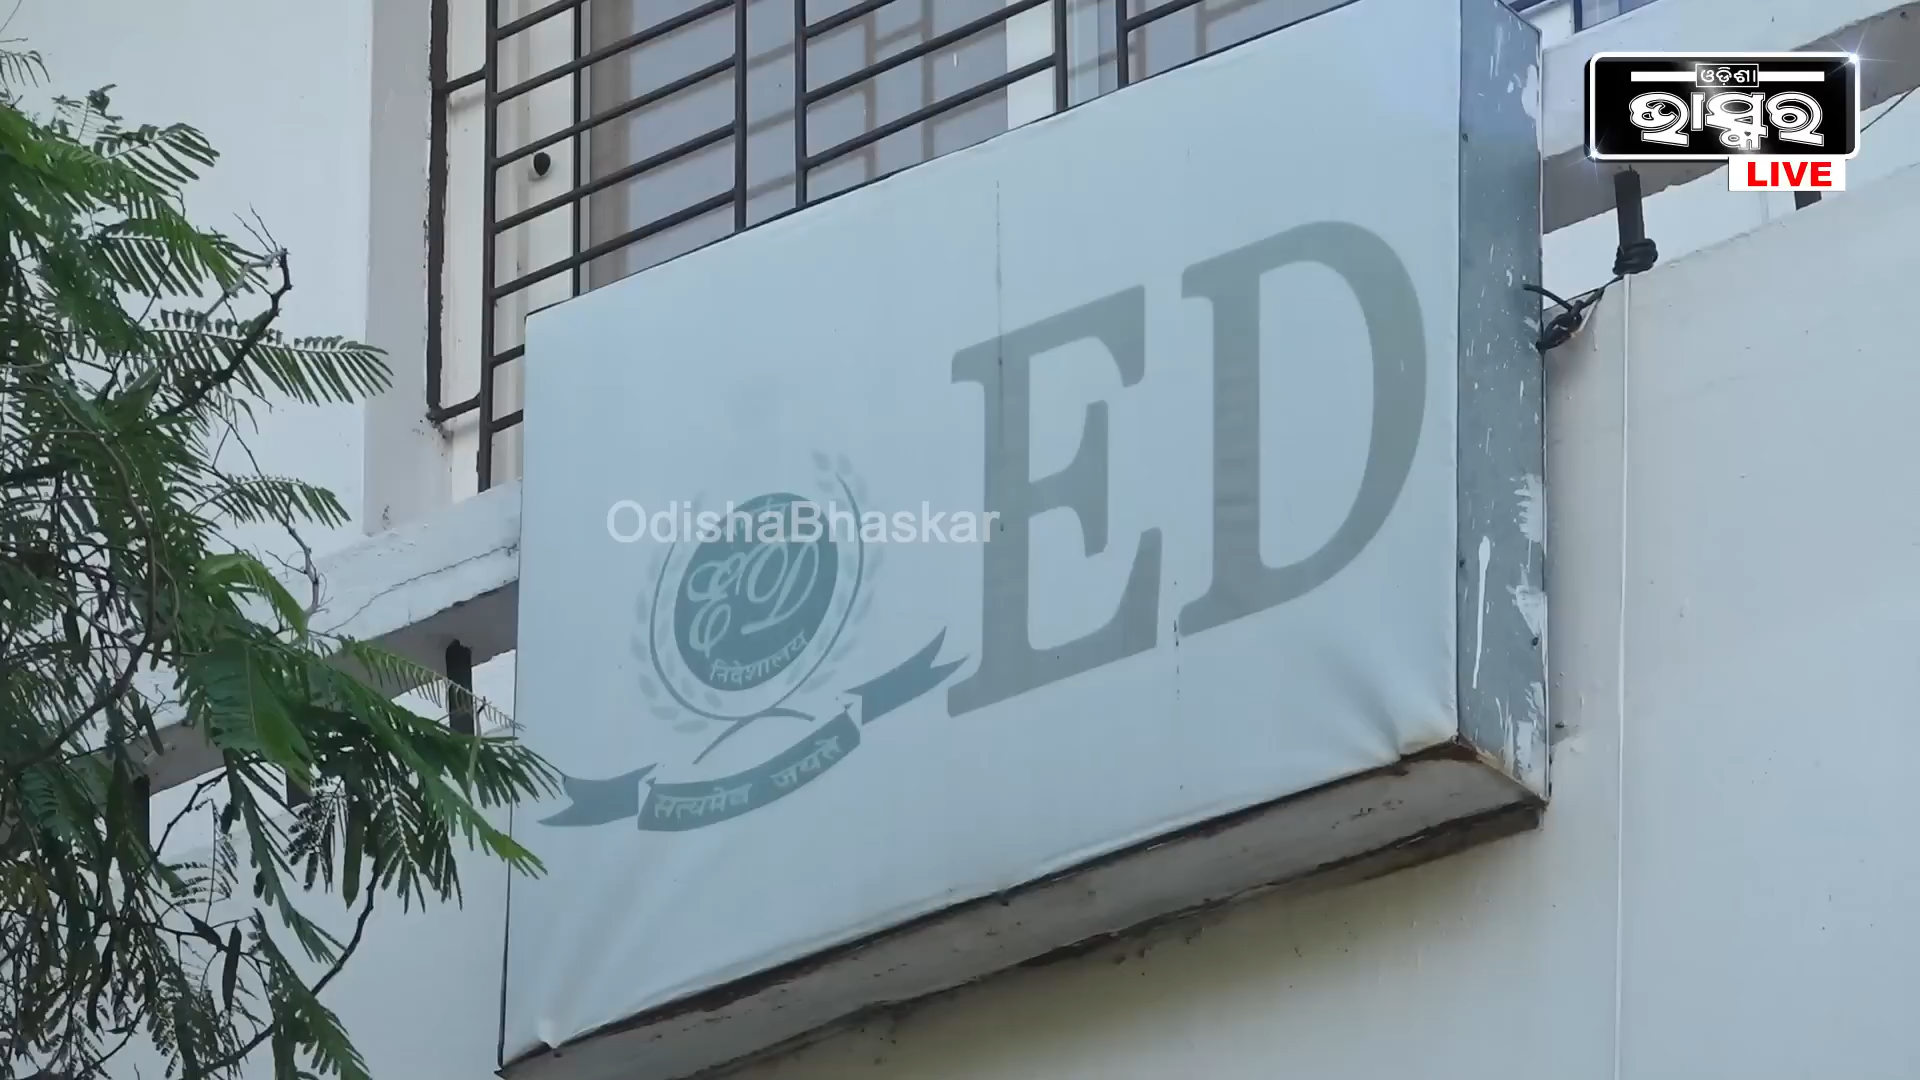 ଓଡ଼ିଶା
ଭାସ୍କର
LIVE
ED
OdishaBhaskar
ED
निदेशालय
सत्यमेव जयते